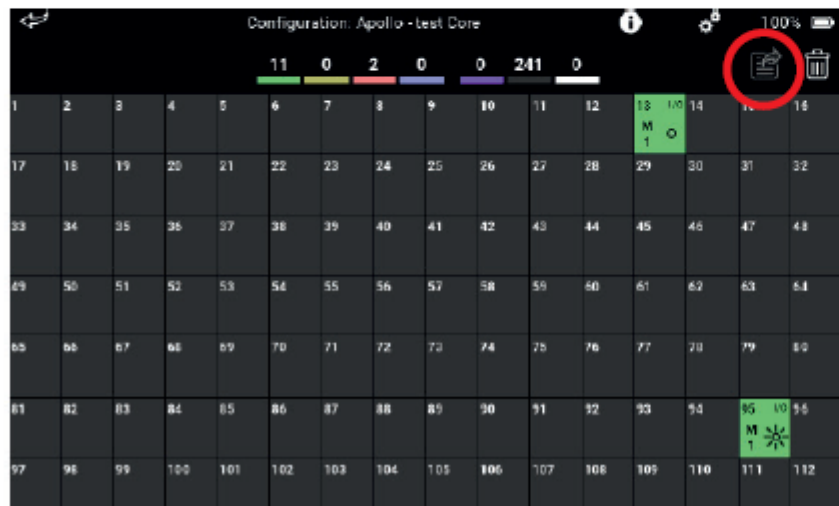 Configuration: Apollo - test Core
100%
11 0 2 0 0 241 0
1 2 3 4 5 6 7 8 9 10 11 12 13 I/O 14 15 16
M
1
17 18 19 20 21 22 23 24 25 26 27 28 29 30 31 32
33 34 35 36 37 38 39 40 41 42 43 44 45 46 47 48
49 50 51 52 53 54 55 56 57 58 59 60 61 62 63 64
65 66 67 68 69 70 71 72 73 74 75 76 77 78 79 80
81 82 83 84 85 86 87 88 89 90 91 92 93 94 95 I/O 96
M
1
97 98 99 100 101 102 103 104 105 106 107 108 109 110 111 112